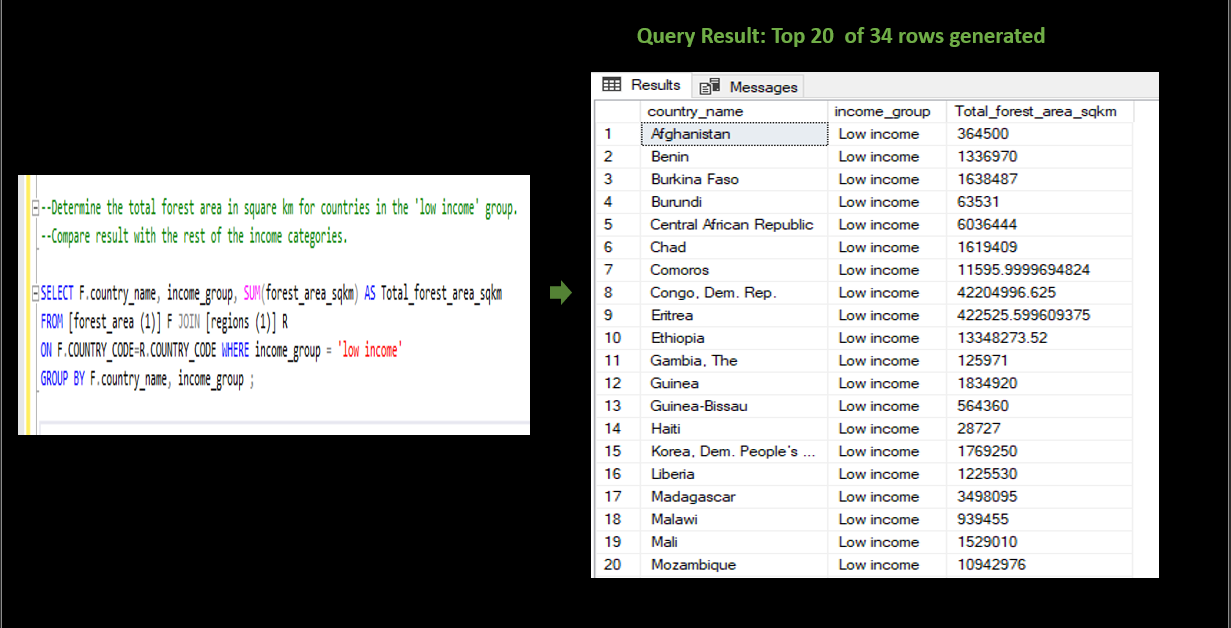 Query Result: Top 20 of 34 rows generated
--Determine the total forest area in square km for countries in the 'low income' group.
--Compare result with the rest of the income categories.
SELECT F.country_name, income_group, SUM(forest_area_sqkm) AS Total_forest_area_sqkm
FROM [forest_area (1)] F JOIN [regions (1)] R
ON F.COUNTRY_CODE=R.COUNTRY_CODE WHERE income_group = 'low income'
GROUP BY F.country_name, income_group ;
Results Messages
country_name income_group Total_forest_area_sqkm
1 Afghanistan Low income 364500
2 Benin Low income 1336970
3 Burkina Faso Low income 1638487
4 Burundi Low income 63531
5 Central African Republic Low income 6036444
6 Chad Low income 1619409
7 Comoros Low income 11595.9999694824
8 Congo, Dem. Rep. Low income 42204996.625
9 Eritrea Low income 422525.599609375
10 Ethiopia Low income 13348273.52
11 Gambia, The Low income 125971
12 Guinea Low income 1834920
13 Guinea-Bissau Low income 564360
14 Haiti Low income 28727
15 Korea, Dem. People's ... Low income 1769250
16 Liberia Low income 1225530
17 Madagascar Low income 3498095
18 Malawi Low income 939455
19 Mali Low income 1529010
20 Mozambique Low income 10942976